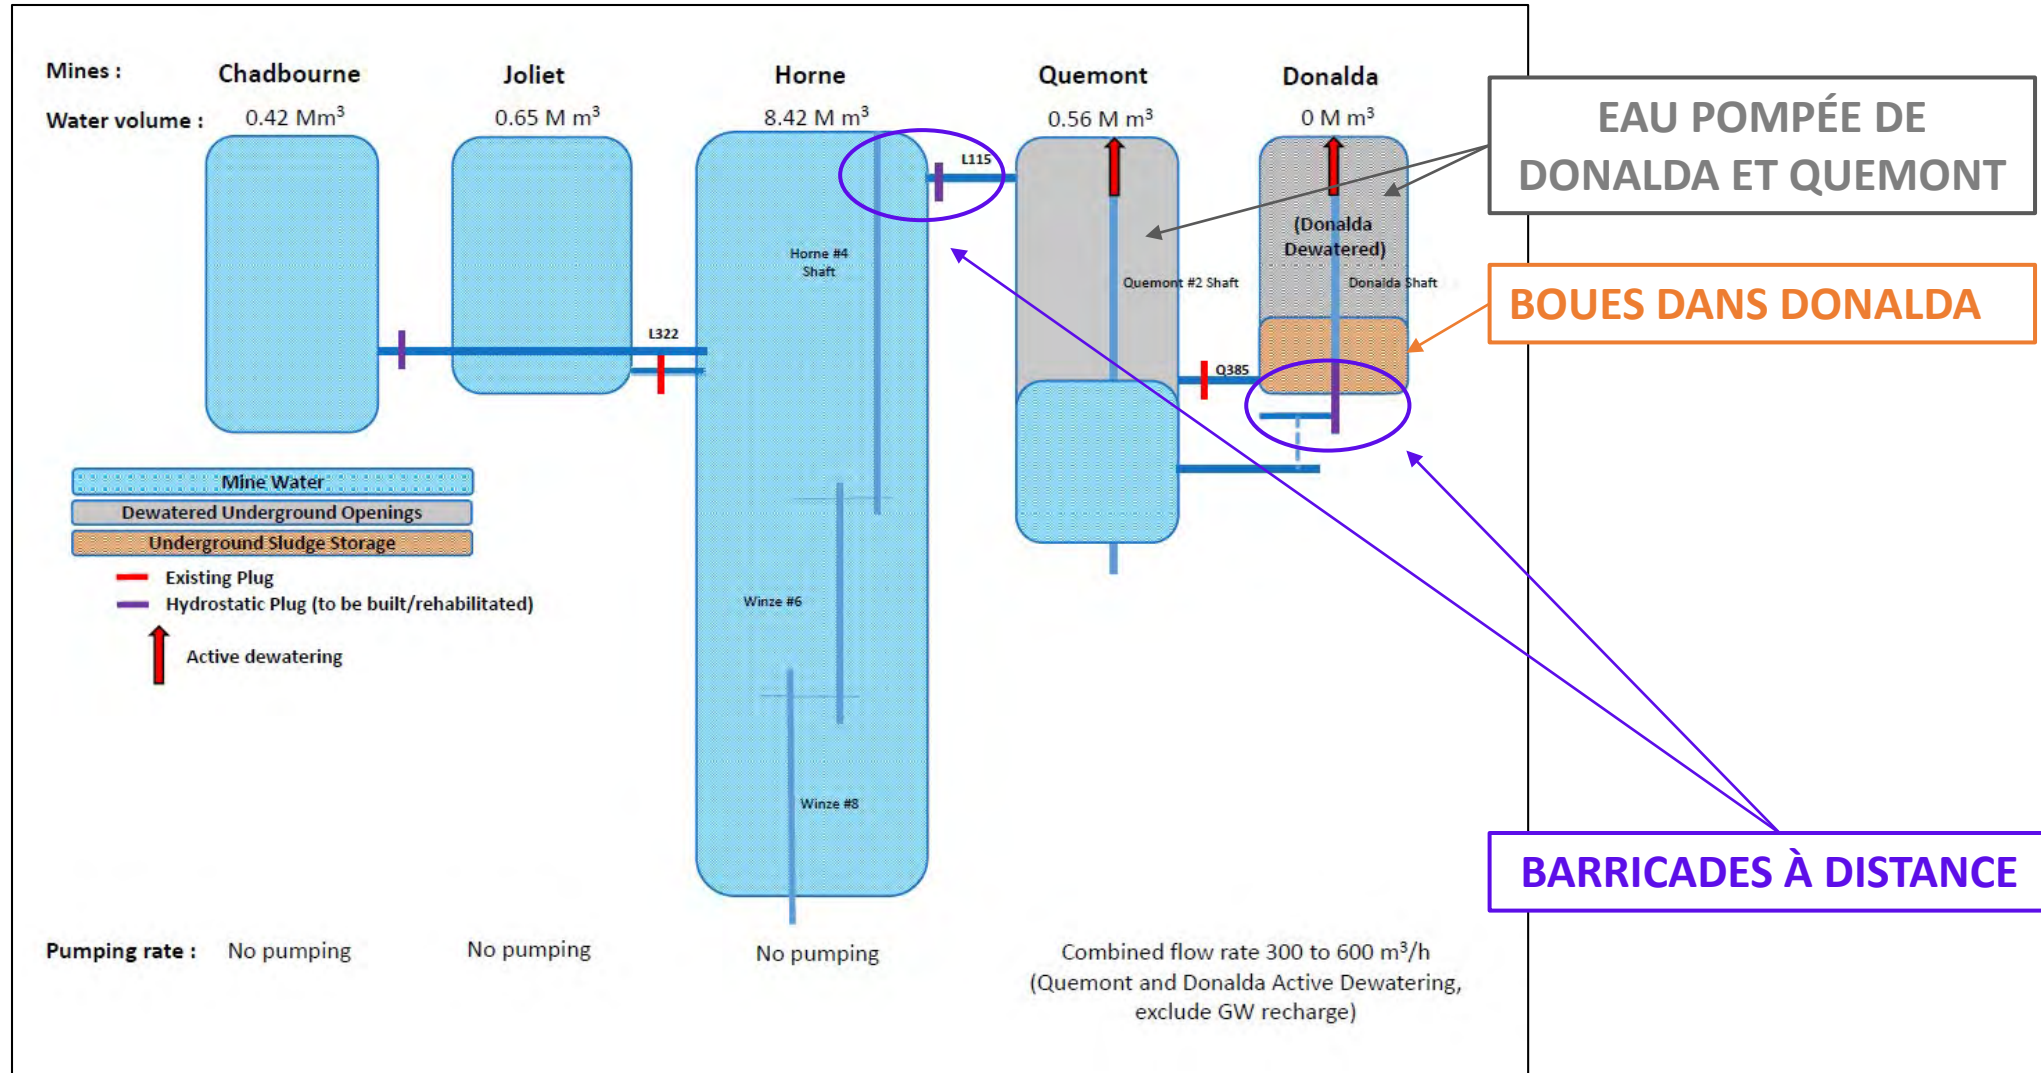 Mines :
Chadbourne
Joliet
Horne
Quemont
Donalda
Water volume :
0.42 Mm³
0.65 M m³
8.42 M m³
0.56 M m³
0 M m³
EAU POMPÉE DE
DONALDA ET QUEMONT
L115
(Donalda
Dewatered)
Horne #4
Shaft
Quemont #2 Shaft
Donalda Shaft
BOUES DANS DONALDA
L322
Q385
Mine Water
Dewatered Underground Openings
Underground Sludge Storage
Existing Plug
Hydrostatic Plug (to be built/rehabilitated)
Active dewatering
Winze #6
Winze #8
BARRICADES À DISTANCE
Pumping rate :
No pumping
No pumping
No pumping
Combined flow rate 300 to 600 m³/h
(Quemont and Donalda Active Dewatering,
exclude GW recharge)